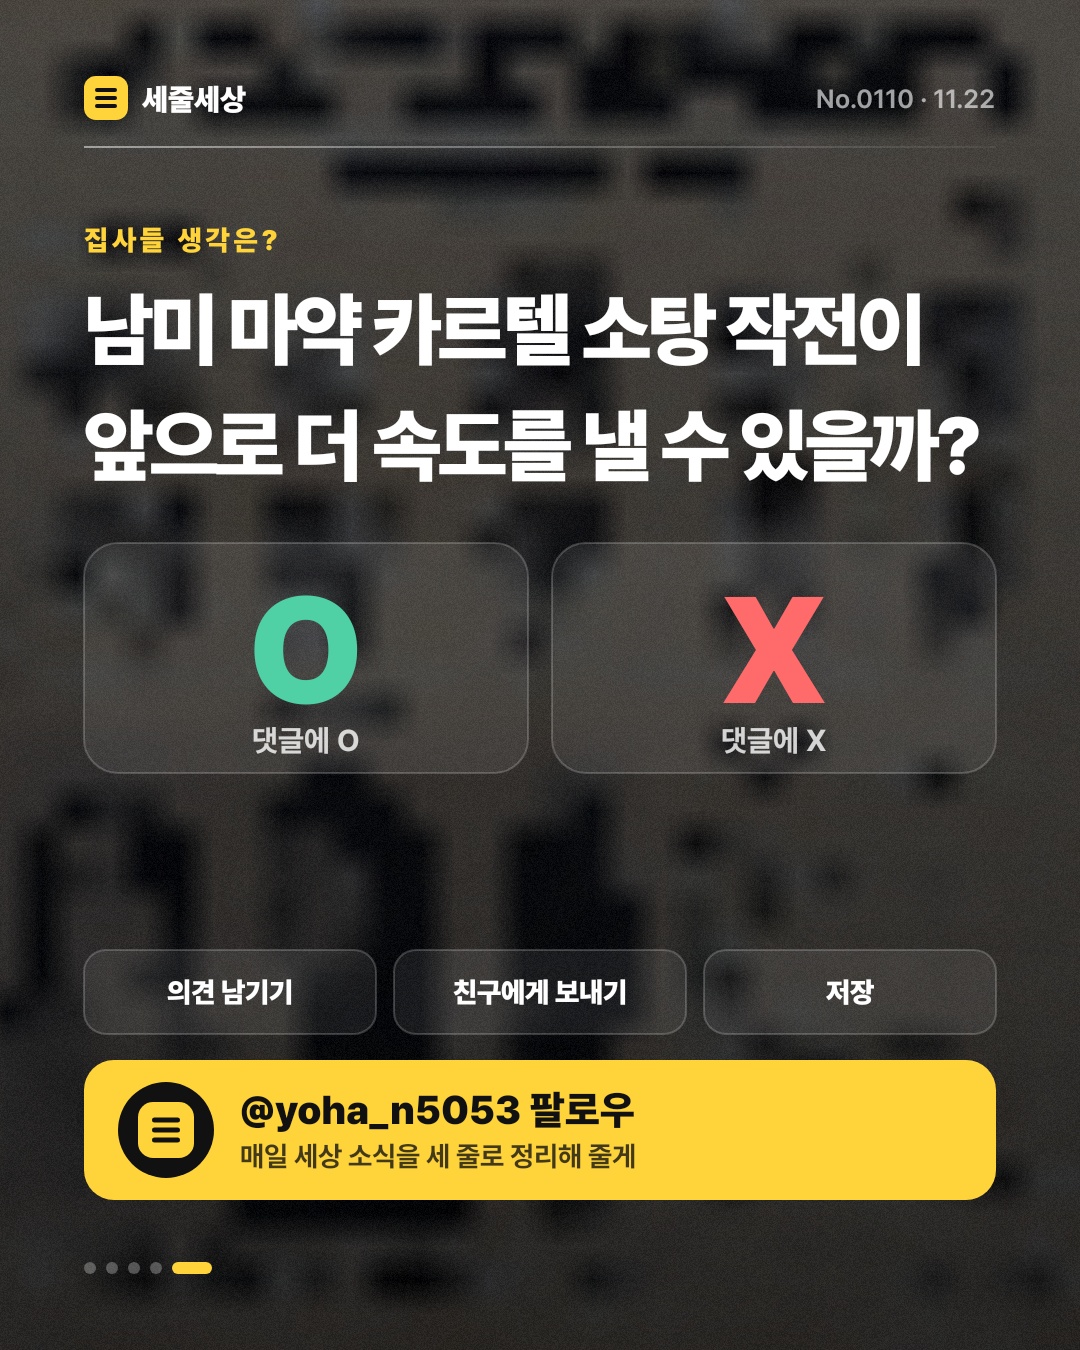 세줄세상
No.0110 · 11.22
집사들 생각은?
남미 마약 카르텔 소탕 작전이
앞으로 더 속도를 낼 수 있을까?
O
댓글에 O
X
댓글에 X
의견 남기기
친구에게 보내기
저장
@yoha_n5053 팔로우
매일 세상 소식을 세 줄로 정리해 줄게